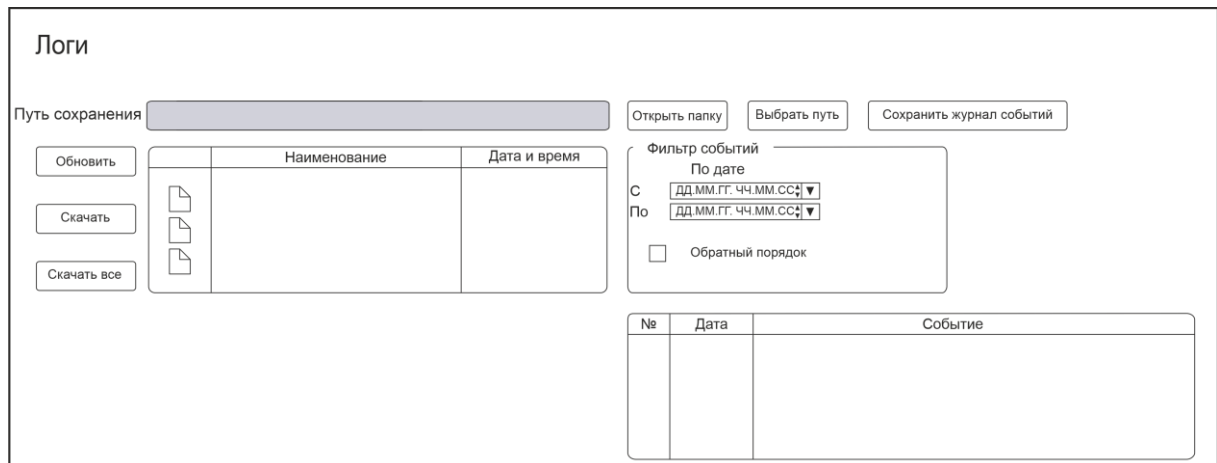 Логи
Путь сохранения
Открыть папку
Выбрать путь
Сохранить журнал событий
Обновить
Скачать
Скачать все
Наименование
Дата и время
Фильтр событий
По дате
С ДД.ММ.ГГ. ЧЧ.ММ.СС
По ДД.ММ.ГГ. ЧЧ.ММ.СС
Обратный порядок
№ Дата Событие